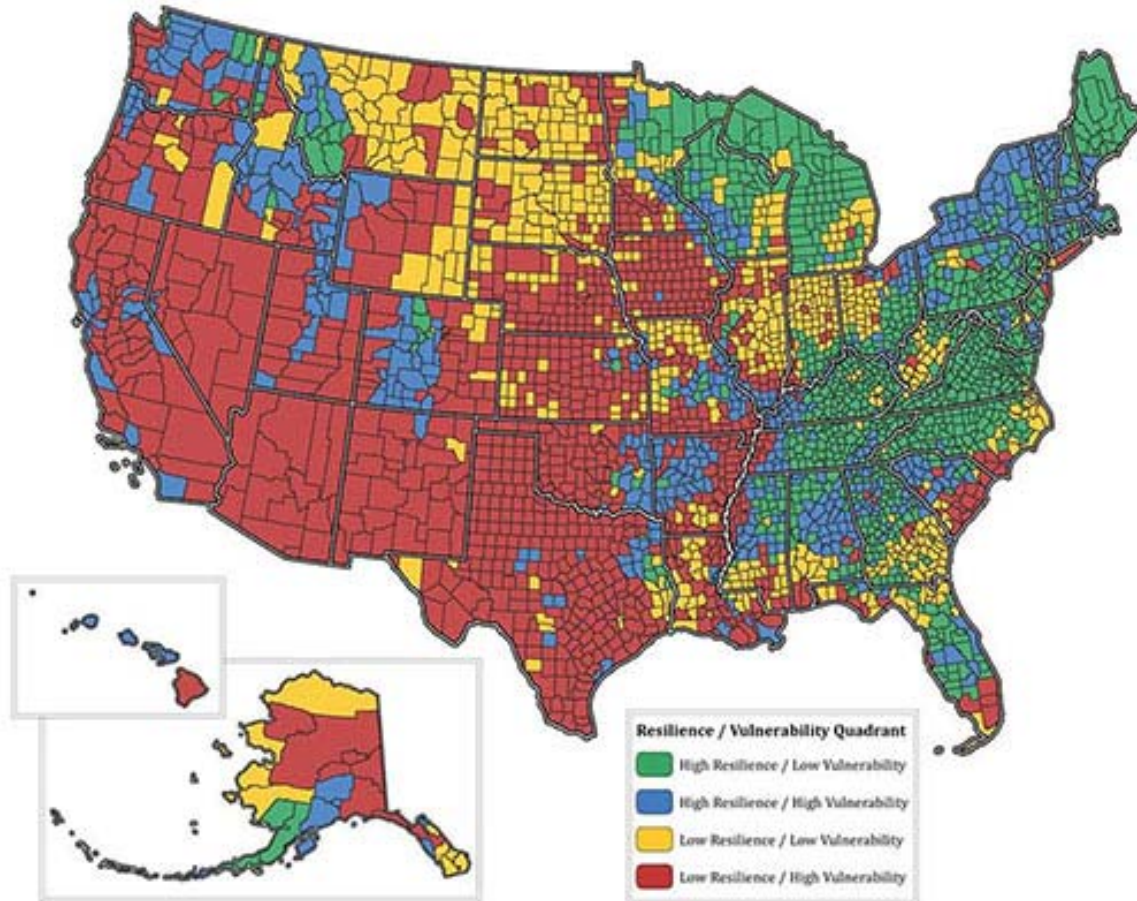 Resilience / Vulnerability Quadrant
High Resilience / Low Vulnerability
High Resilience / High Vulnerability
Low Resilience / Low Vulnerability
Low Resilience / High Vulnerability